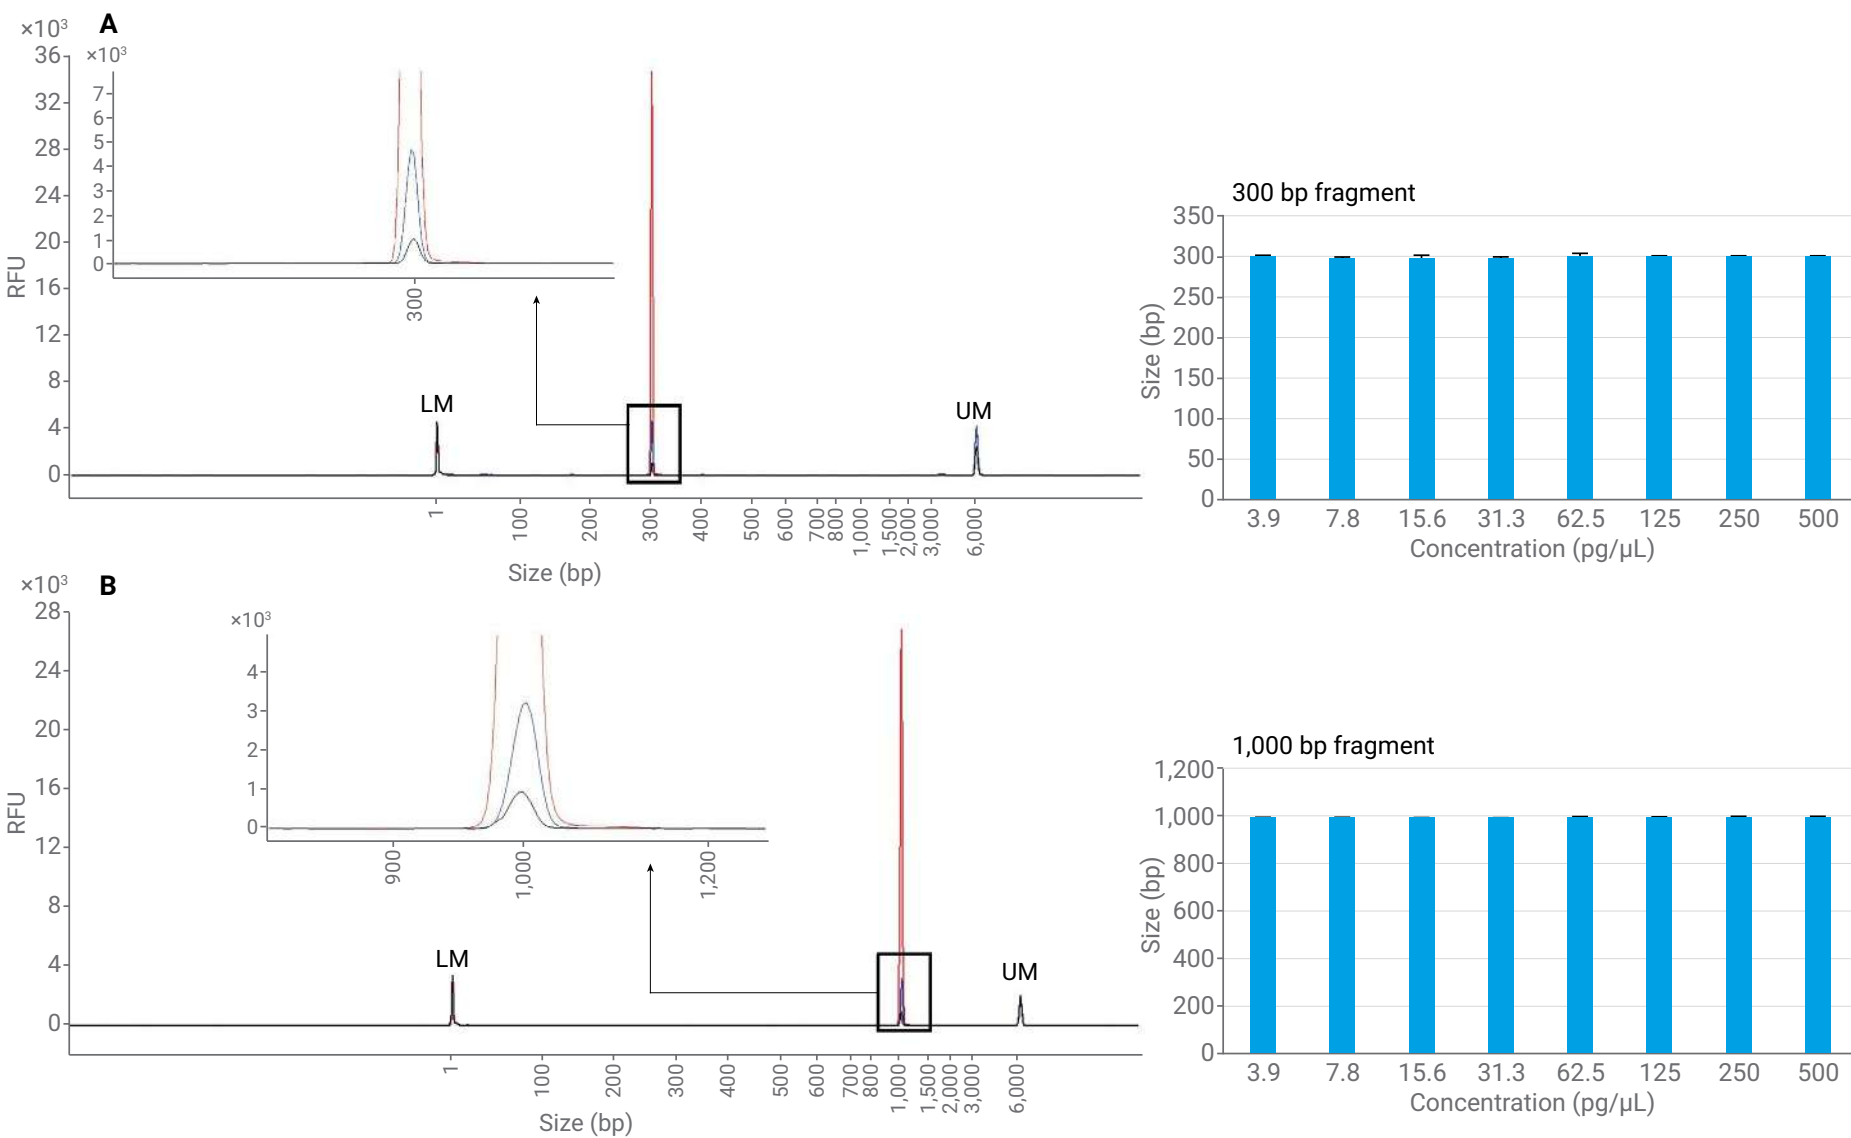 A
×10³
36
32
28
24
20
16
12
8
4
0
RFU
×10³
7
6
5
4
3
2
1
0
300
LM
UM
1 100 200 300 400 500 600 700 800 1,000 1,500 2,000 3,000 6,000
Size (bp)
300 bp fragment
350
300
250
200
150
100
50
0
Size (bp)
3.9 7.8 15.6 31.3 62.5 125 250 500
Concentration (pg/µL)
B
×10³
28
24
20
16
12
8
4
0
RFU
×10³
4
3
2
1
0
900 1,000 1,200
LM
UM
1 100 200 300 400 500 600 700 800 1,000 1,500 2,000 3,000 6,000
Size (bp)
1,000 bp fragment
1,200
1,000
800
600
400
200
0
Size (bp)
3.9 7.8 15.6 31.3 62.5 125 250 500
Concentration (pg/µL)